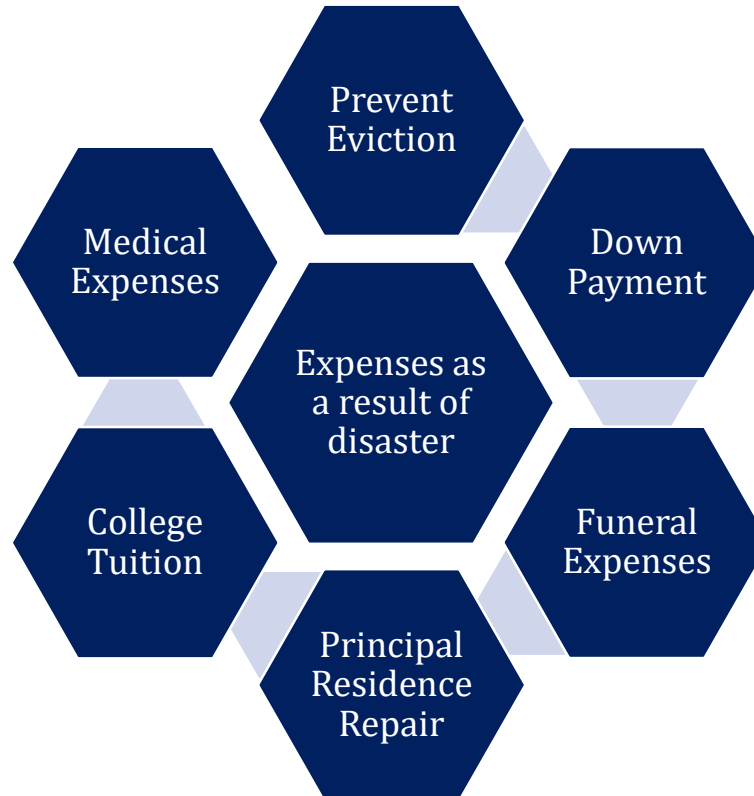 Prevent
Eviction
Down
Payment
Medical
Expenses
Expenses as
a result of
disaster
Funeral
Expenses
College
Tuition
Principal
Residence
Repair